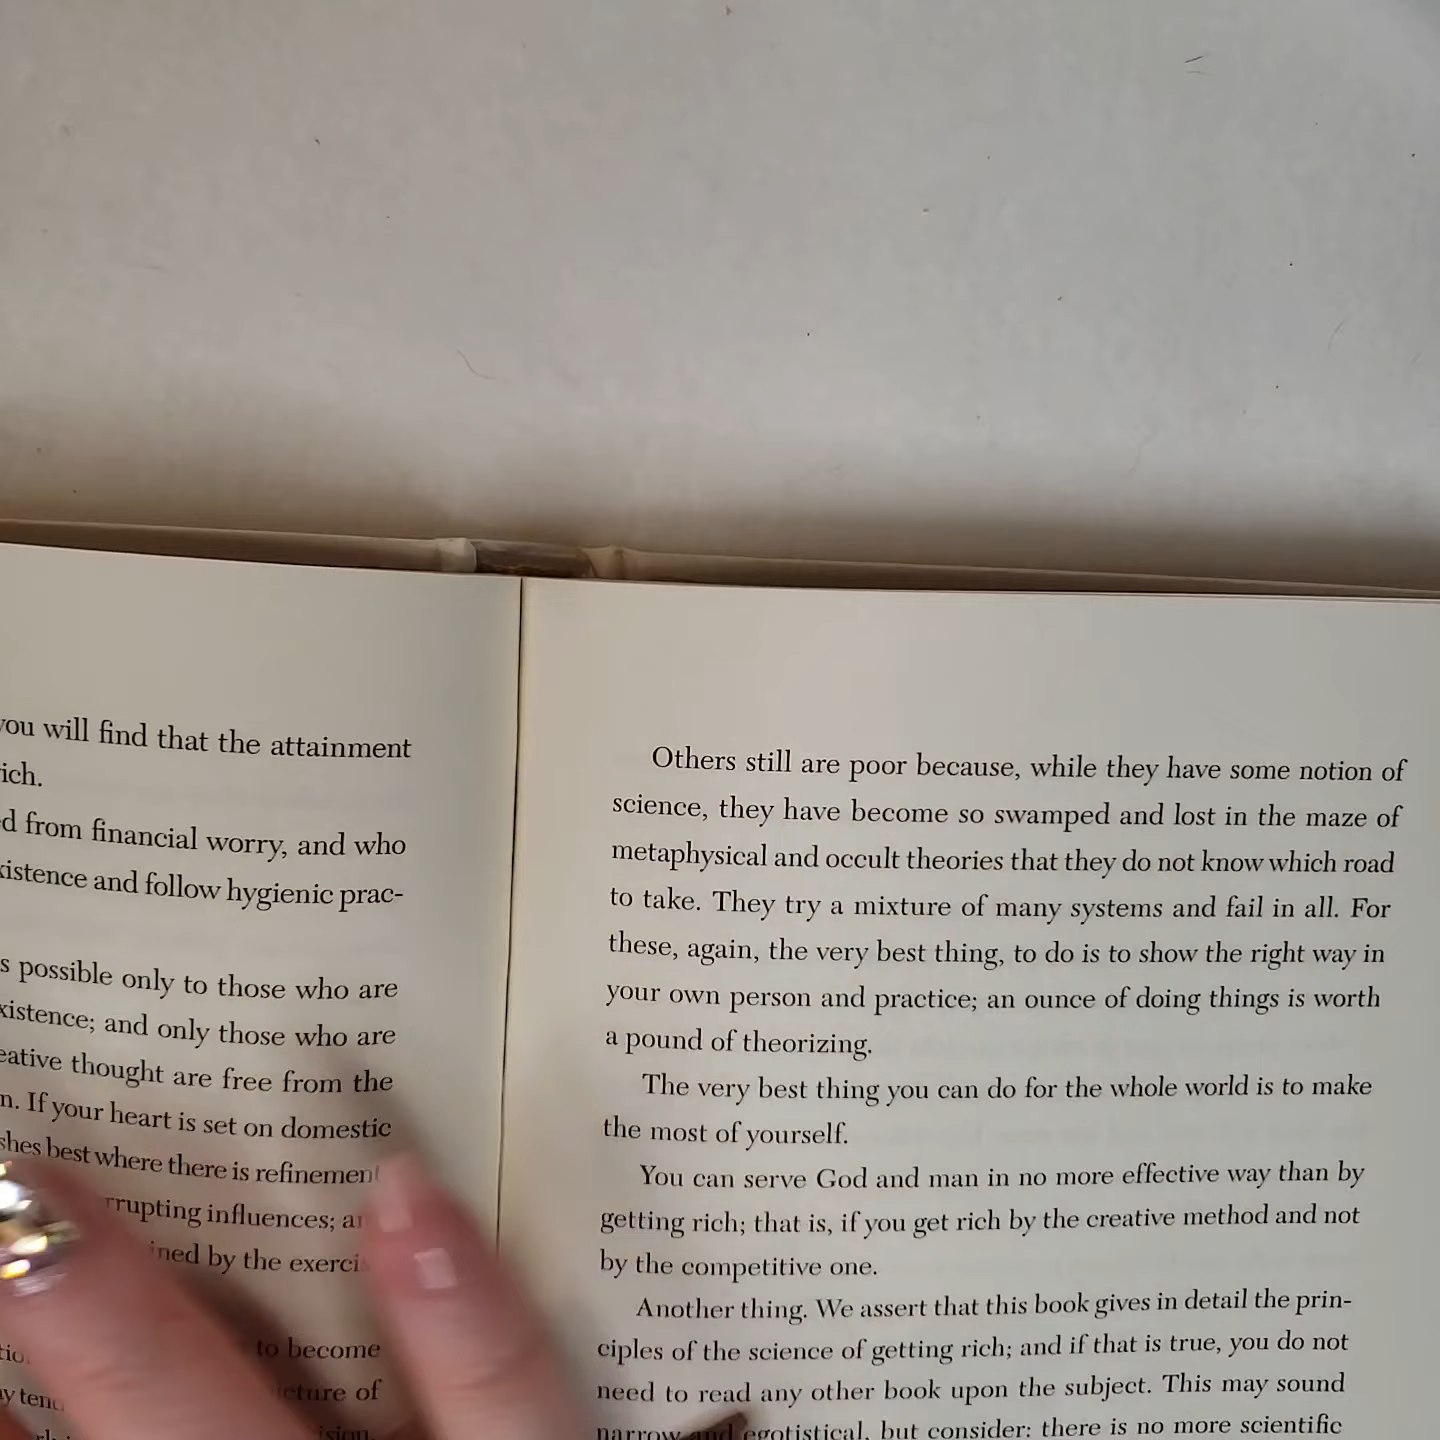 you will find that the attainment
ich.
d from financial worry, and who
xistence and follow hygienic prac-
s possible only to those who are
xistence; and only those who are
eative thought are free from the
n. If your heart is set on domestic
shes best where there is refinement
rrupting influences; an
ined by the exercis
to become
icture of
ision.
Others still are poor because, while they have some notion of
science, they have become so swamped and lost in the maze of
metaphysical and occult theories that they do not know which road
to take. They try a mixture of many systems and fail in all. For
these, again, the very best thing, to do is to show the right way in
your own person and practice; an ounce of doing things is worth
a pound of theorizing.
The very best thing you can do for the whole world is to make
the most of yourself.
You can serve God and man in no more effective way than by
getting rich; that is, if you get rich by the creative method and not
by the competitive one.
Another thing. We assert that this book gives in detail the prin-
ciples of the science of getting rich; and if that is true, you do not
need to read any other book upon the subject. This may sound
narrow and egotistical, but consider: there is no more scientific